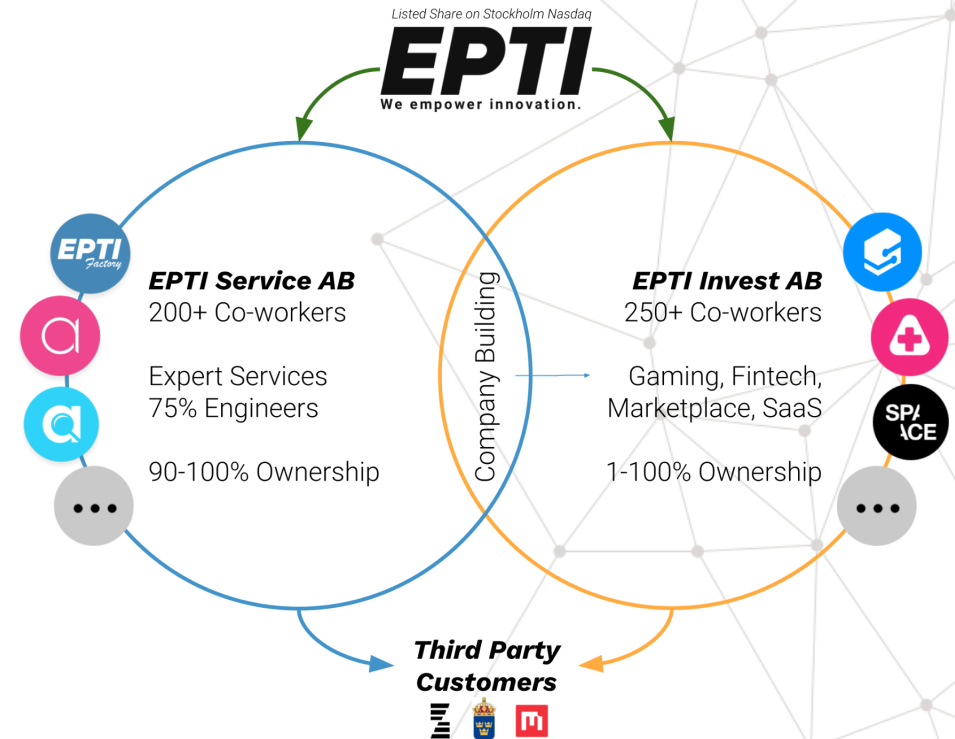 Listed Share on Stockholm Nasdaq
EPTI
We empower innovation.
EPTI
Factory
a
a
EPTI Service AB
200+ Co-workers
Expert Services
75% Engineers
90-100% Ownership
Company Building
EPTI Invest AB
250+ Co-workers
Gaming, Fintech,
Marketplace, SaaS
1-100% Ownership
SPA
ACE
Third Party
Customers
m